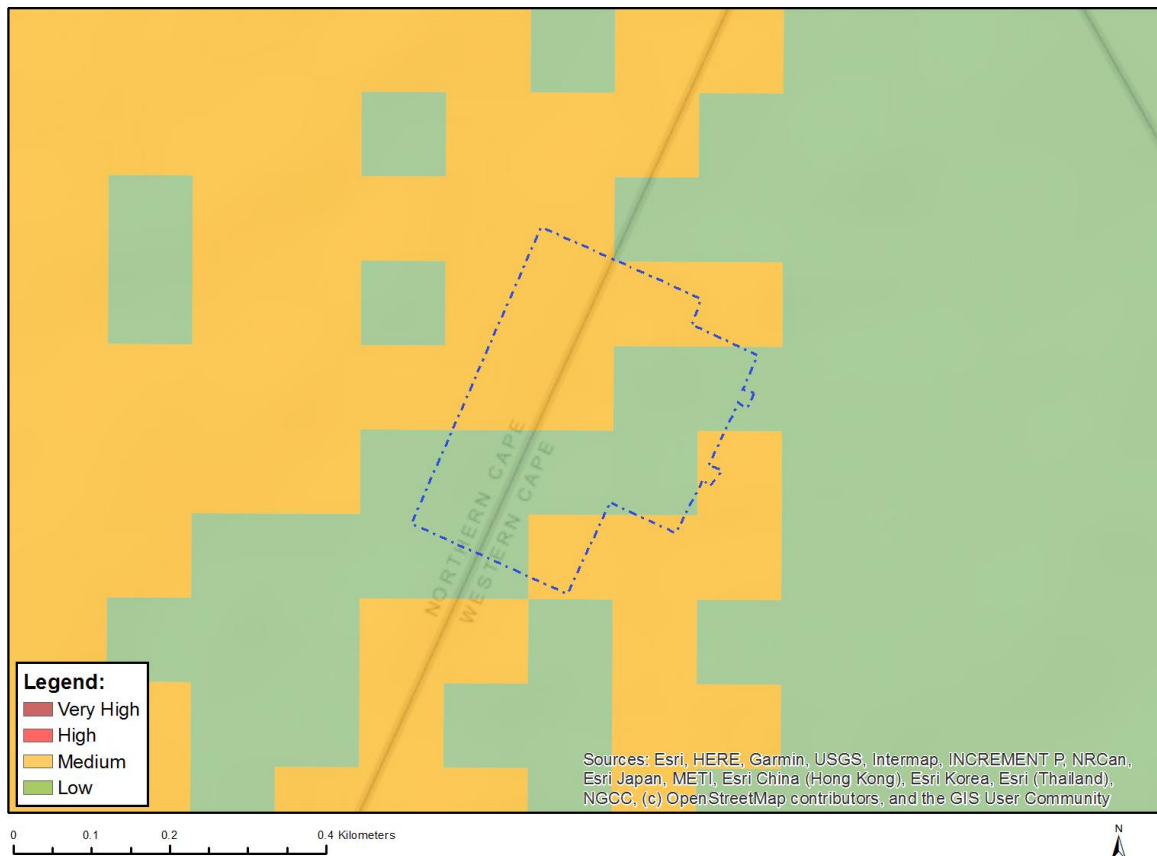 NORTHERN CAPE
WESTERN CAPE
Legend:
Very High
High
Medium
Low
Sources: Esri, HERE, Garmin, USGS, Intermap, INCREMENT P, NRCan,
Esri Japan, METI, Esri China (Hong Kong), Esri Korea, Esri (Thailand),
NGCC, (c) OpenStreetMap contributors, and the GIS User Community
0 0.1 0.2 0.4 Kilometers
N